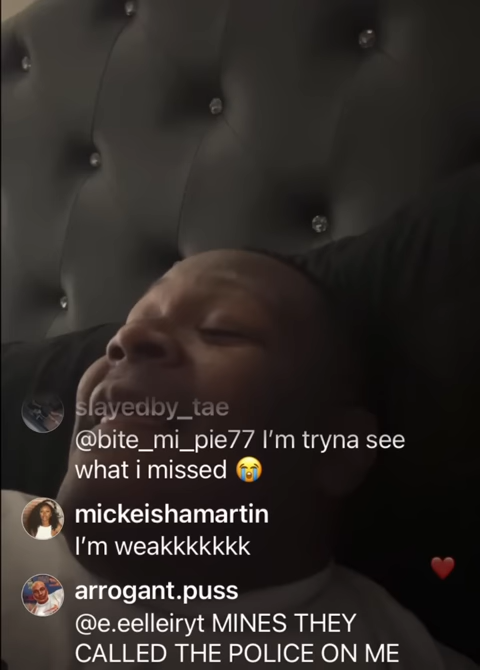 slayedby_tae
@bite_mi_pie77 I'm tryna see
what i missed 😭
mickeishamartin
I'm weakkkkkkk
arrogant.puss
@e.eelleiryt MINES THEY
CALLED THE POLICE ON ME